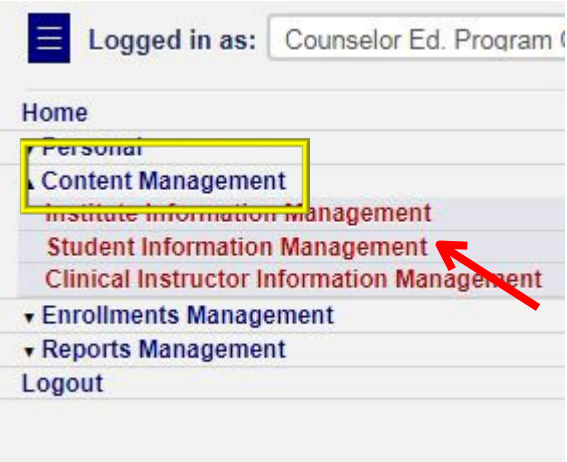 Logged in as: Counselor Ed. Program
Home
Personal
Content Management
Institute Information Management
Student Information Management
Clinical Instructor Information Management
Enrollments Management
Reports Management
Logout